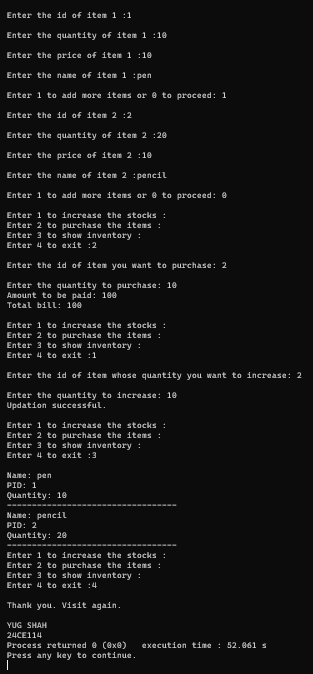 Enter the id of item 1 :1
Enter the quantity of item 1 :10
Enter the price of item 1 :10
Enter the name of item 1 :pen
Enter 1 to add more items or 0 to proceed: 1
Enter the id of item 2 :2
Enter the quantity of item 2 :20
Enter the price of item 2 :10
Enter the name of item 2 :pencil
Enter 1 to add more items or 0 to proceed: 0
Enter 1 to increase the stocks :
Enter 2 to purchase the items :
Enter 3 to show inventory :
Enter 4 to exit :2
Enter the id of item you want to purchase: 2
Enter the quantity to purchase: 10
Amount to be paid: 100
Total bill: 100
Enter 1 to increase the stocks :
Enter 2 to purchase the items :
Enter 3 to show inventory :
Enter 4 to exit :1
Enter the id of item whose quantity you want to increase: 2
Enter the quantity to increase: 10
Updation successful.
Enter 1 to increase the stocks :
Enter 2 to purchase the items :
Enter 3 to show inventory :
Enter 4 to exit :3
Name: pen
PID: 1
Quantity: 10
-----------------------------------
Name: pencil
PID: 2
Quantity: 20
-----------------------------------
Enter 1 to increase the stocks :
Enter 2 to purchase the items :
Enter 3 to show inventory :
Enter 4 to exit :4
Thank you. Visit again.
YUG SHAH
24CE114
Process returned 0 (0x0)   execution time : 52.061 s
Press any key to continue.